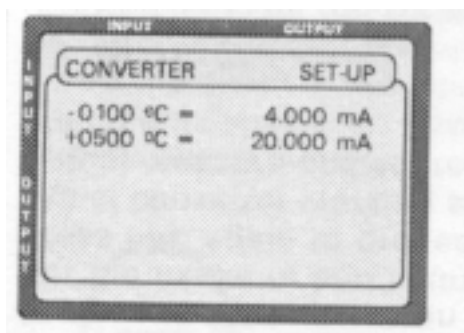 INPUT OUTPUT
INPUT
CONVERTER SET-UP
-0100 ºC = 4.000 mA
+0500 ºC = 20.000 mA
OUTPUT